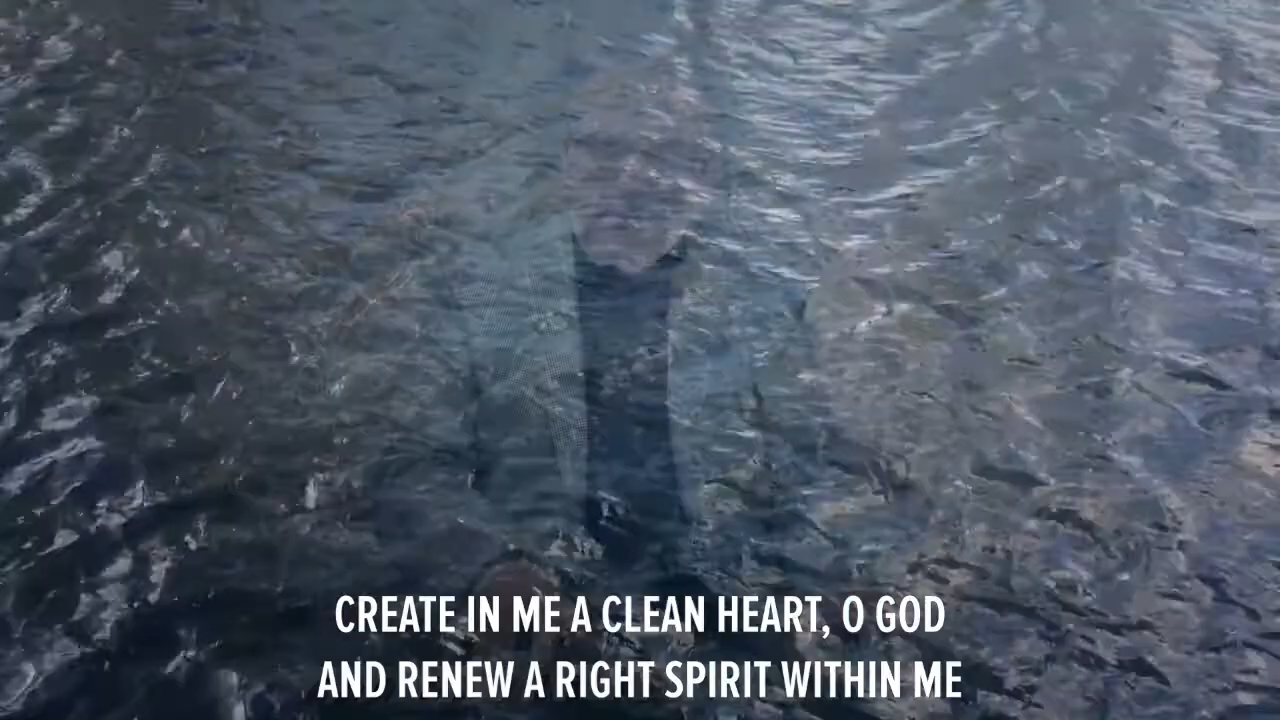 CREATE IN ME A CLEAN HEART, O GOD
AND RENEW A RIGHT SPIRIT WITHIN ME